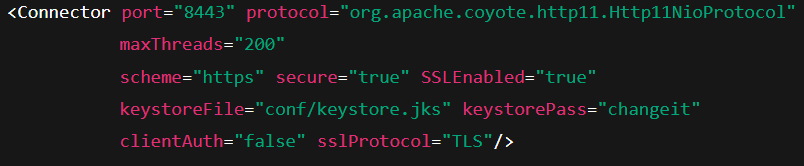 <Connector port="8443" protocol="org.apache.coyote.http11.Http11NioProtocol"
maxThreads="200"
scheme="https" secure="true" SSLEnabled="true"
keystoreFile="conf/keystore.jks" keystorePass="changeit"
clientAuth="false" sslProtocol="TLS"/>